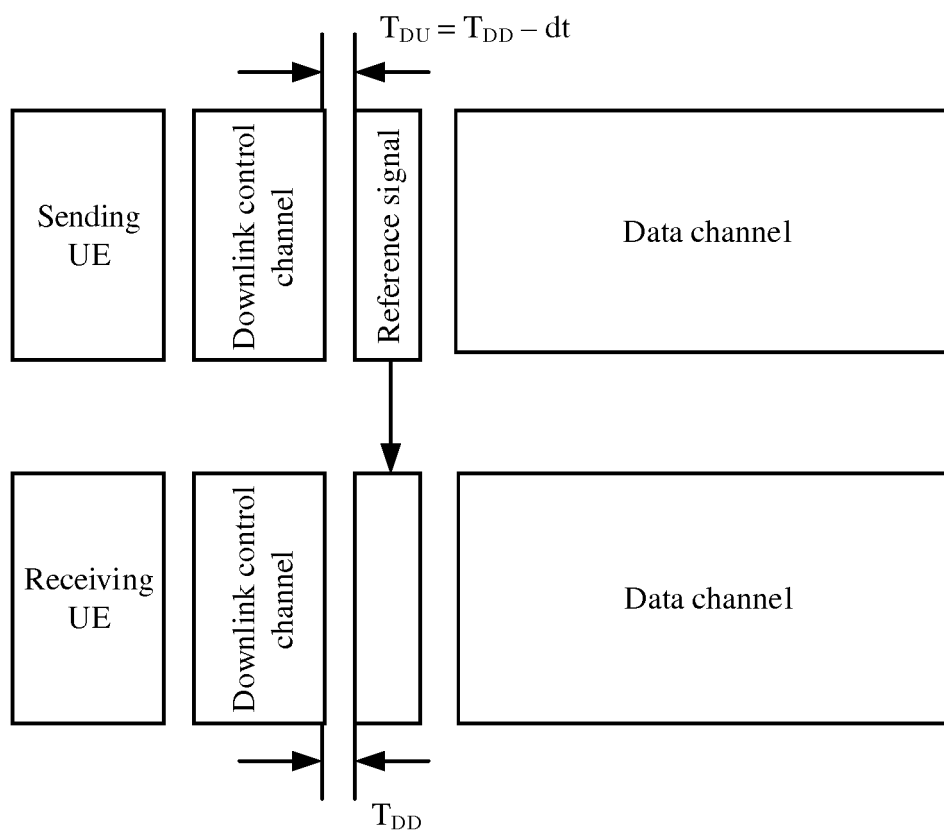 T_DU = T_DD – dt
Sending
UE
Downlink control
channel
Reference signal
Data channel
Receiving
UE
Downlink control
channel
Data channel
T_DD